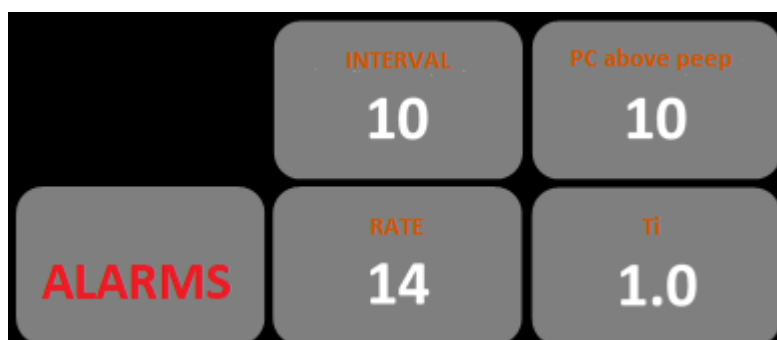 INTERVAL
10
PC above peep
10
ALARMS
RATE
14
Ti
1.0